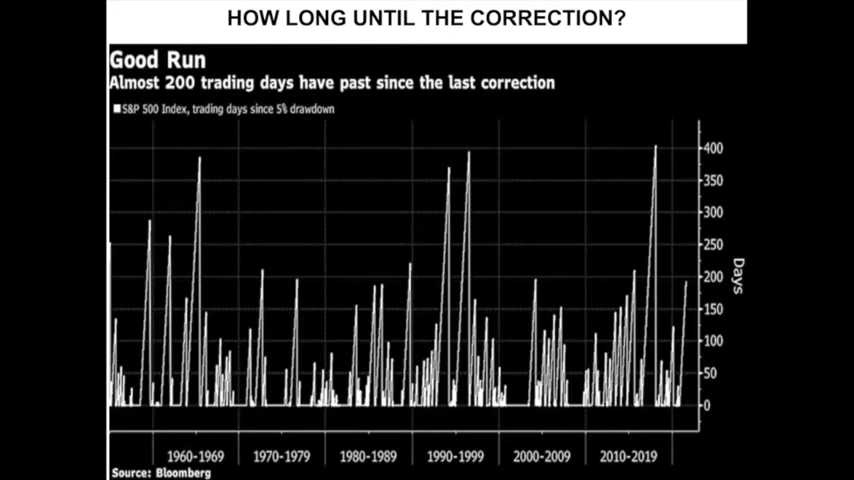 HOW LONG UNTIL THE CORRECTION?
Good Run
Almost 200 trading days have past since the last correction
S&P 500 Index, trading days since 5% drawdown
400
350
300
250
200
150
100
50
0
Days
1960-1969 1970-1979 1980-1989 1990-1999 2000-2009 2010-2019
Source: Bloomberg